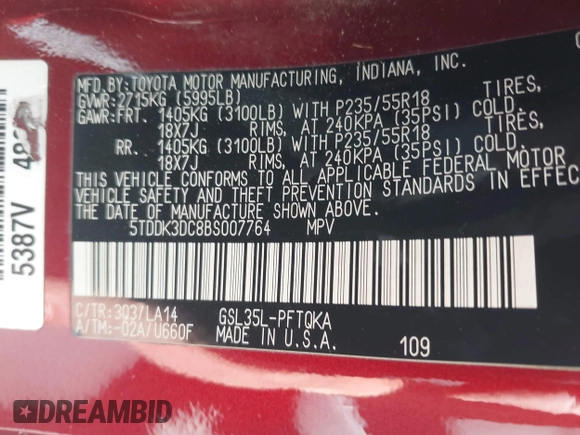 MFD.BY:TOYOTA MOTOR MANUFACTURING, INDIANA, INC.
GVWR:2715KG (5995LB)
GAWR:FRT. 1405KG (3100LB) WITH P235/55R18 TIRES,
18X7J RIMS, AT 240KPA (35PSI) COLD.
RR. 1405KG (3100LB) WITH P235/55R18 TIRES,
18X7J RIMS, AT 240KPA (35PSI) COLD.
THIS VEHICLE CONFORMS TO ALL APPLICABLE FEDERAL MOTOR
VEHICLE SAFETY AND THEFT PREVENTION STANDARDS IN EFFEC
THE DATE OF MANUFACTURE SHOWN ABOVE.
5TDDK3DC8BS007764 MPV
C/TR:3Q37LA14 GSL35L-PFTQKA
A/TM:-02A/U660F MADE IN U.S.A.
109
5387V
DREAMBID